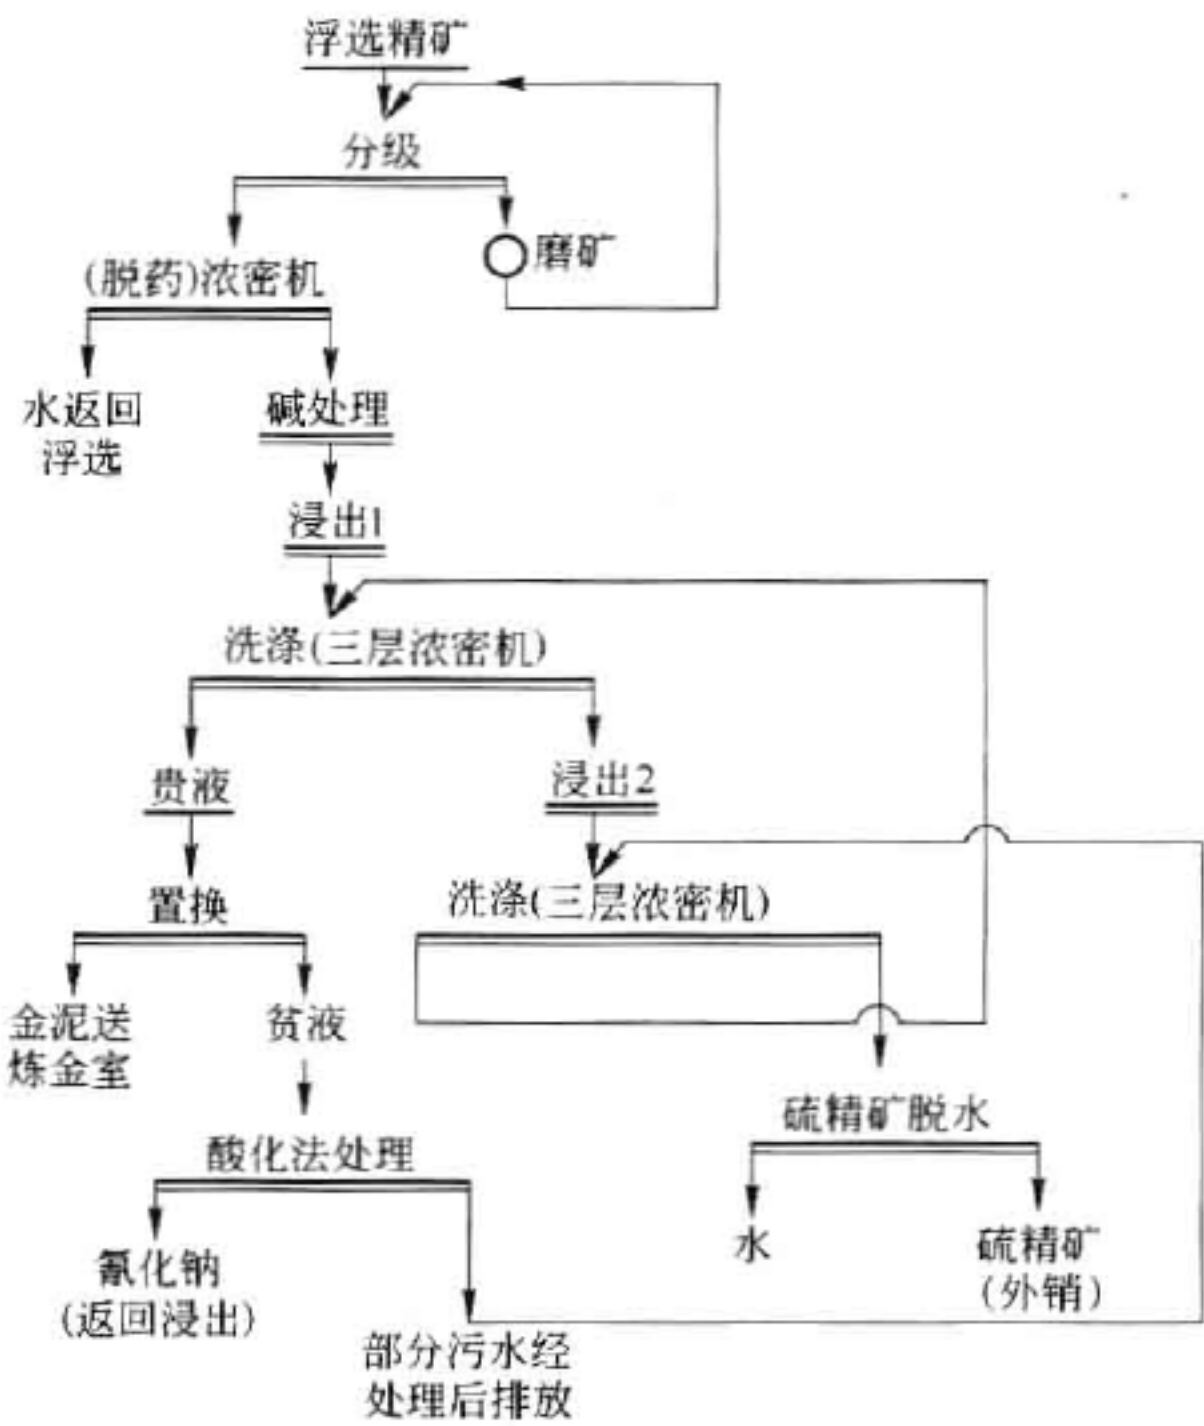 浮选精矿
分级
磨矿
(脱药)浓密机
水返回
浮选
碱处理
浸出1
洗涤(三层浓密机)
贵液
浸出2
置换
洗涤(三层浓密机)
金泥送
炼金室
贫液
硫精矿脱水
酸化法处理
水
硫精矿
(外销)
氰化钠
(返回浸出)
部分污水经
处理后排放